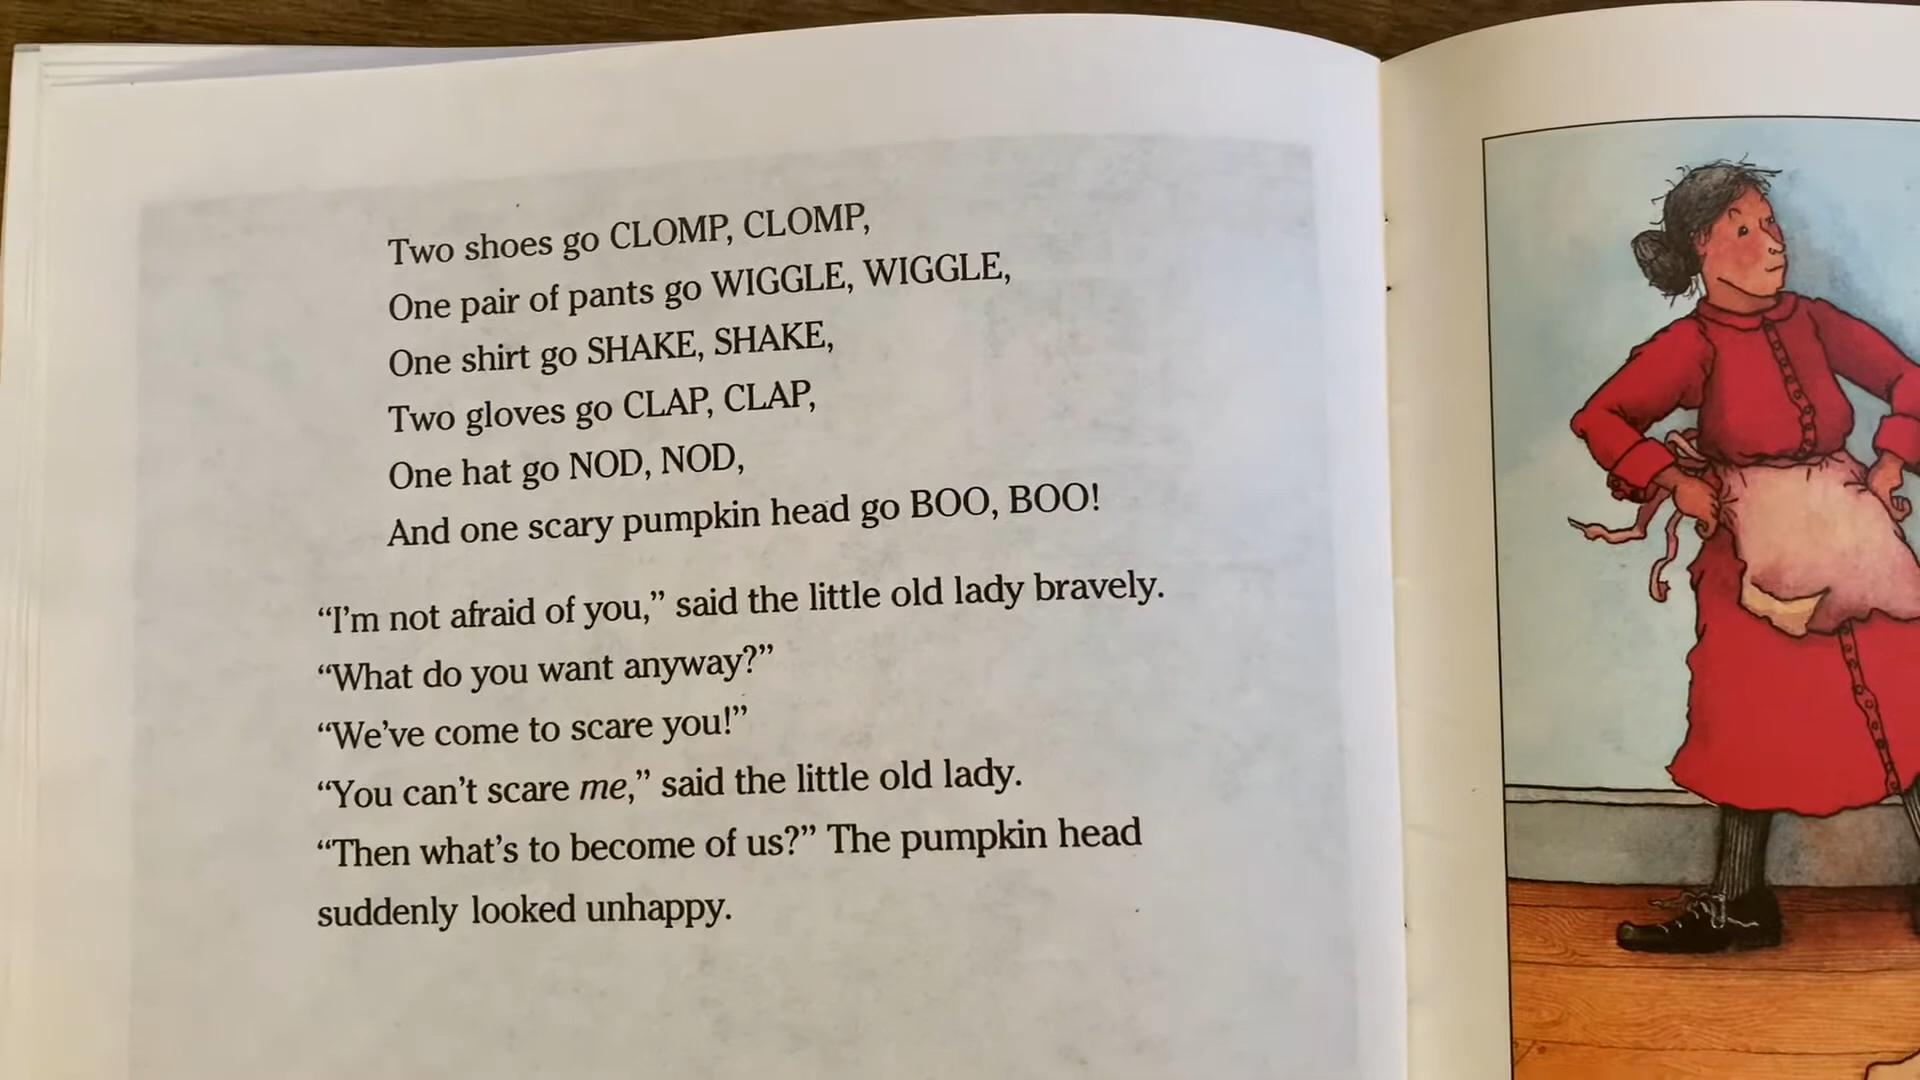 Two shoes go CLOMP, CLOMP,
One pair of pants go WIGGLE, WIGGLE,
One shirt go SHAKE, SHAKE,
Two gloves go CLAP, CLAP,
One hat go NOD, NOD,
And one scary pumpkin head go BOO, BOO!
“I’m not afraid of you,” said the little old lady bravely.
“What do you want anyway?”
“We’ve come to scare you!”
“You can’t scare me,” said the little old lady.
“Then what’s to become of us?” The pumpkin head
suddenly looked unhappy.